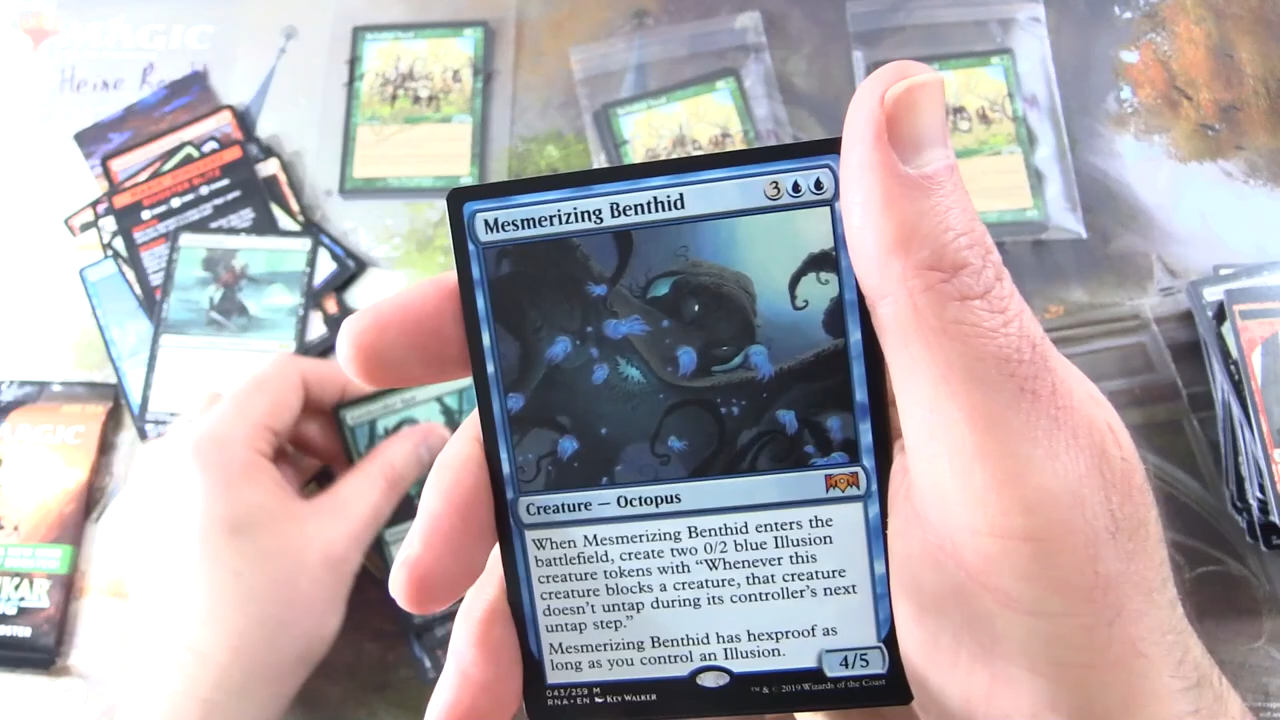 MAGIC
Heine
Mesmerizing Benthid
3
Creature — Octopus
When Mesmerizing Benthid enters the
battlefield, create two 0/2 blue Illusion
creature tokens with “Whenever this
creature blocks a creature, that creature
doesn’t untap during its controller’s next
untap step.”
Mesmerizing Benthid has hexproof as
long as you control an Illusion.
4/5
043/259 M
RNA • EN Kev Walker
™ & © 2019 Wizards of the Coast